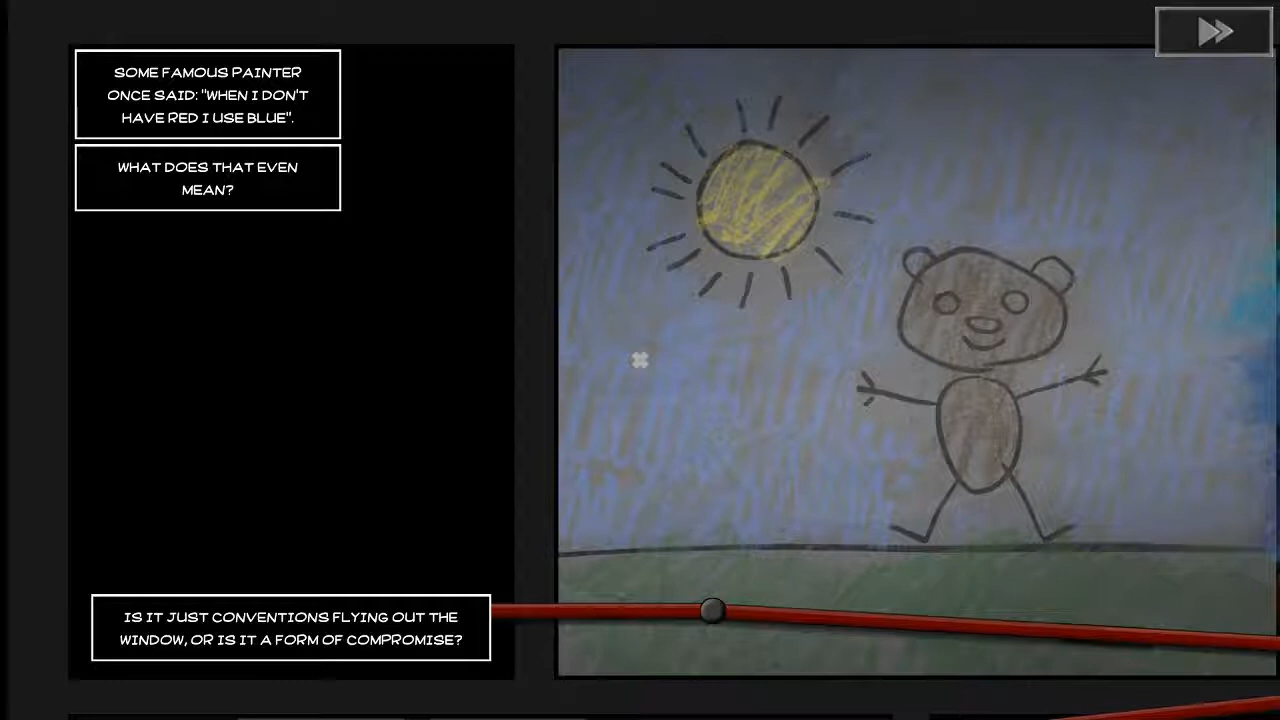 SOME FAMOUS PAINTER
ONCE SAID: "WHEN I DON'T
HAVE RED I USE BLUE".
WHAT DOES THAT EVEN
MEAN?
IS IT JUST CONVENTIONS FLYING OUT THE
WINDOW, OR IS IT A FORM OF COMPROMISE?